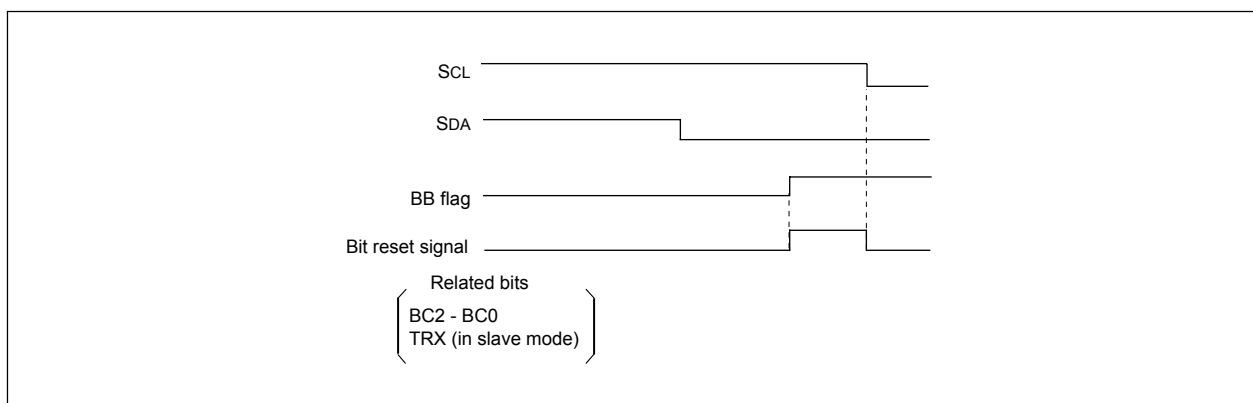 SCL
SDA
BB flag
Bit reset signal
Related bits
BC2 - BC0
TRX (in slave mode)